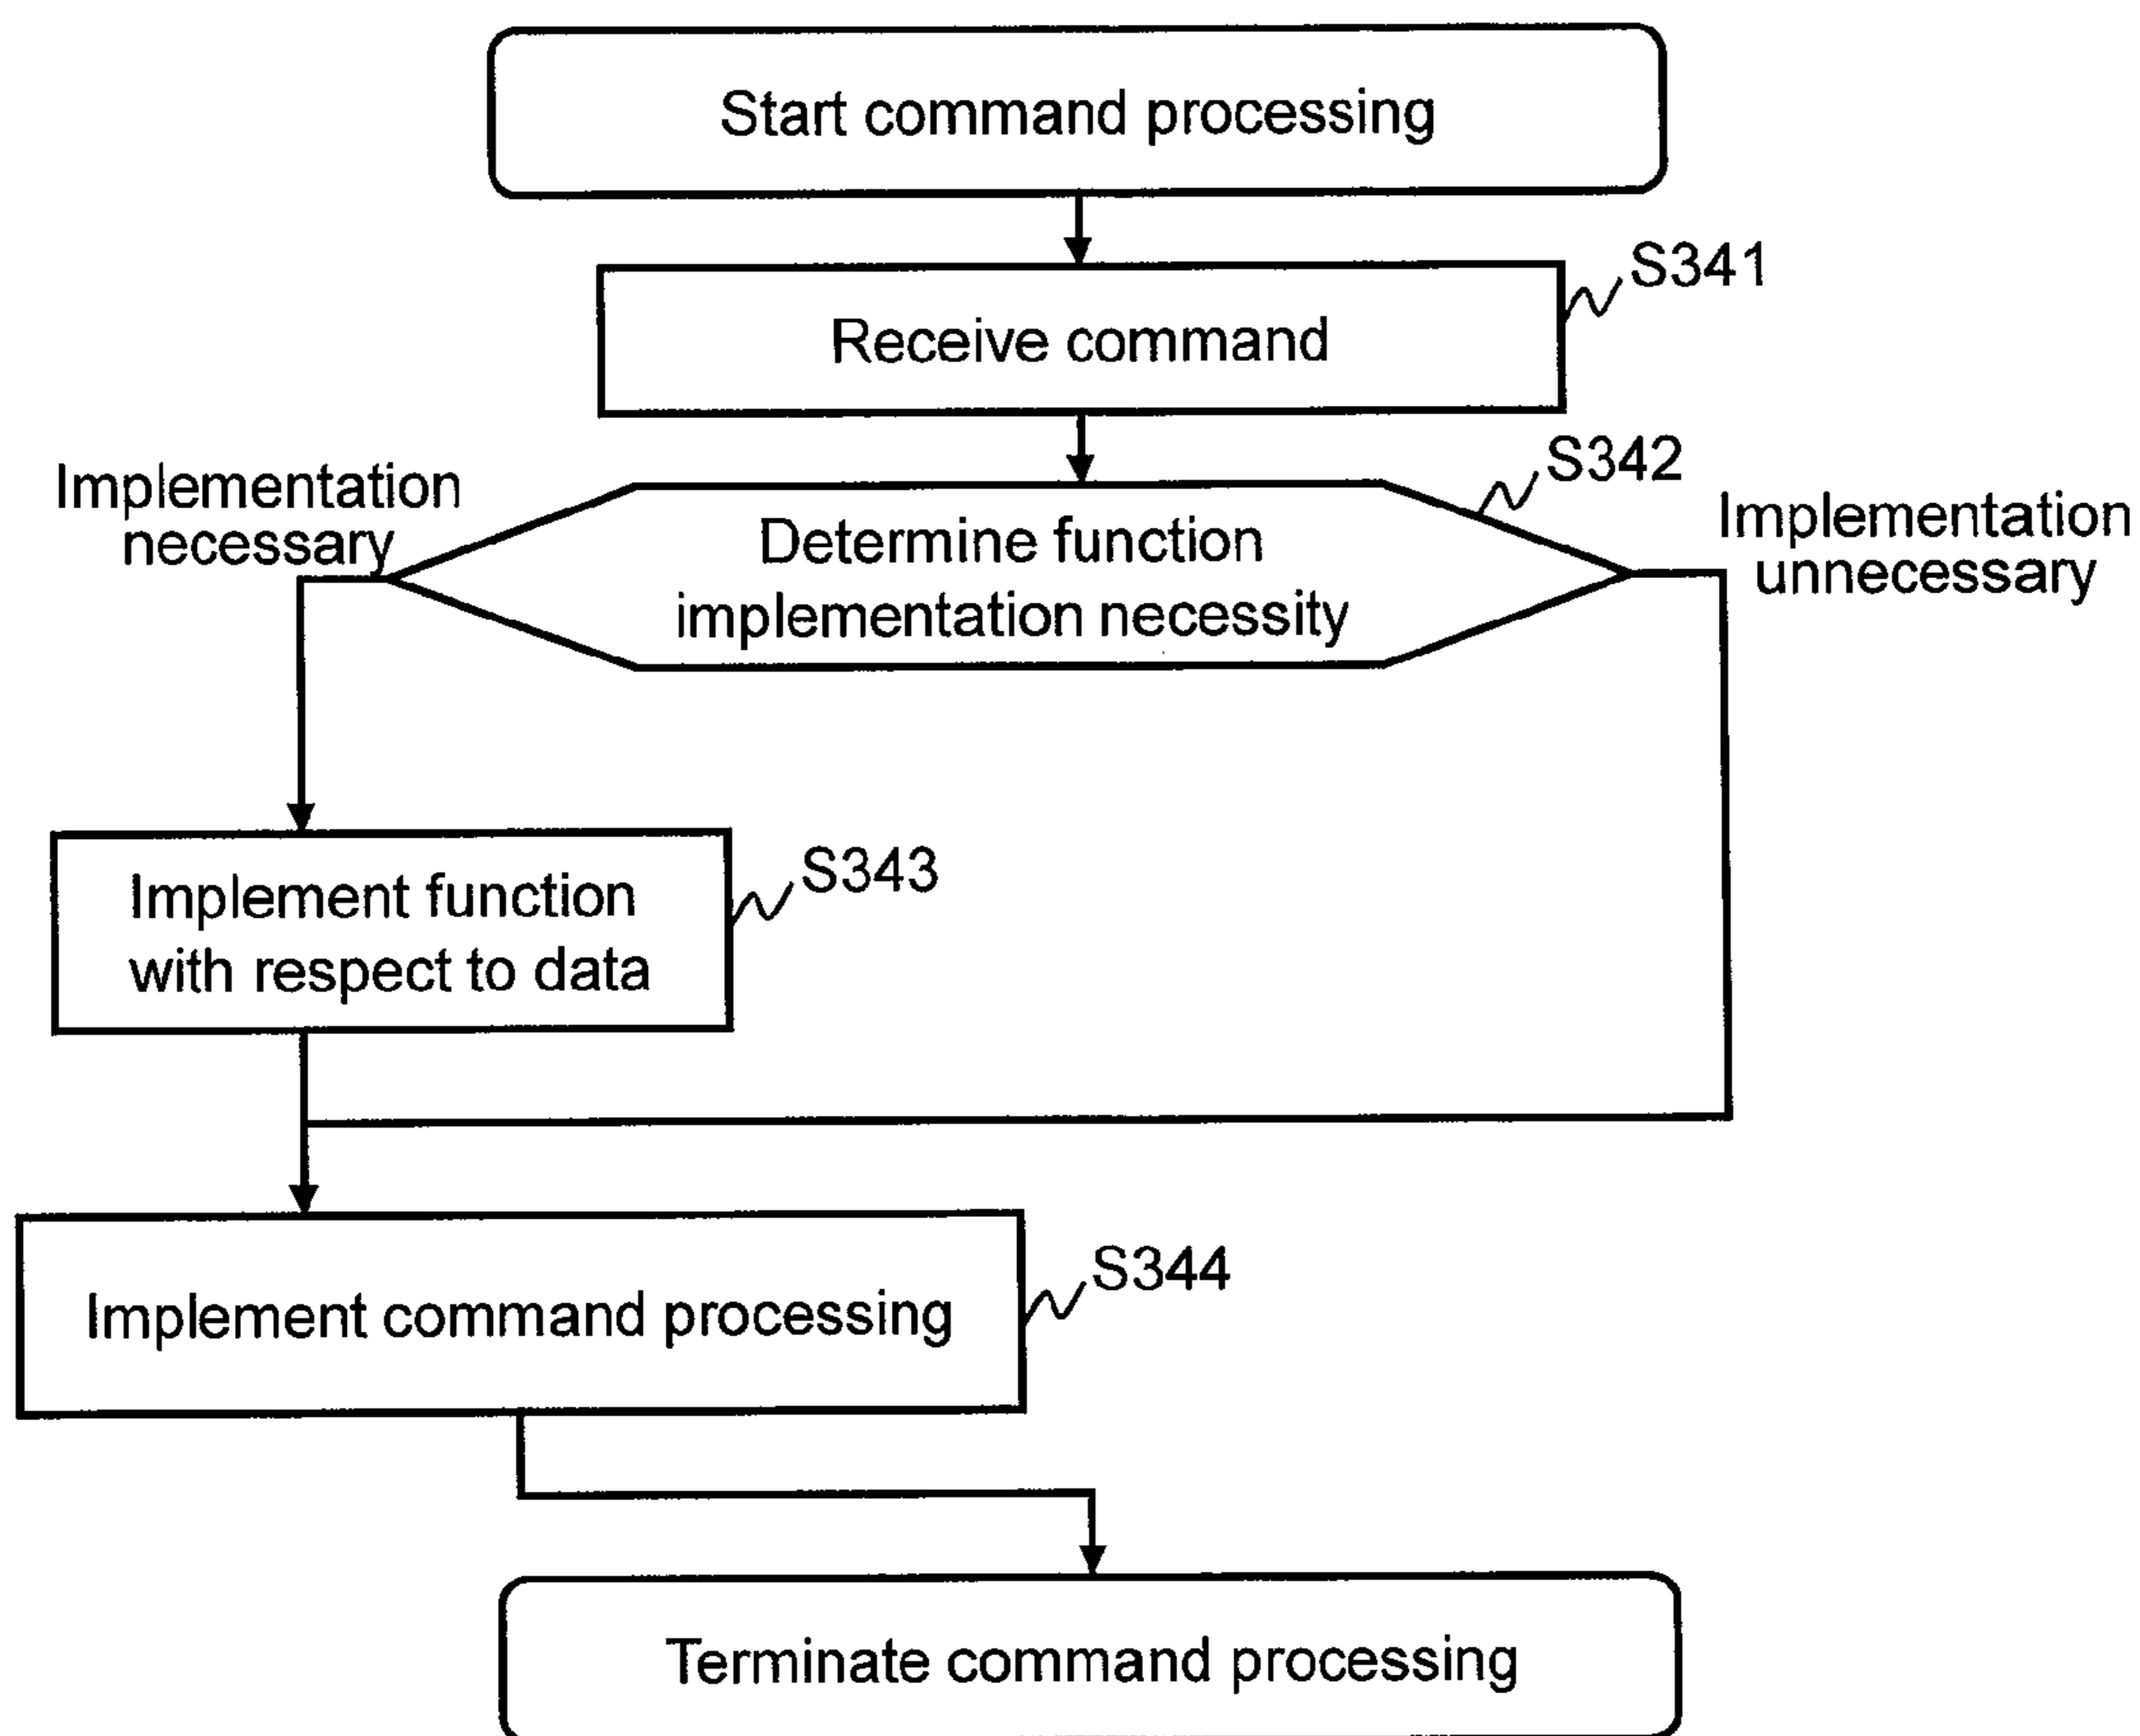 Start command processing
S341
Receive command
S342
Implementation
necessary
Determine function
implementation necessity
Implementation
unnecessary
Implement function
with respect to data
S343
Implement command processing
S344
Terminate command processing